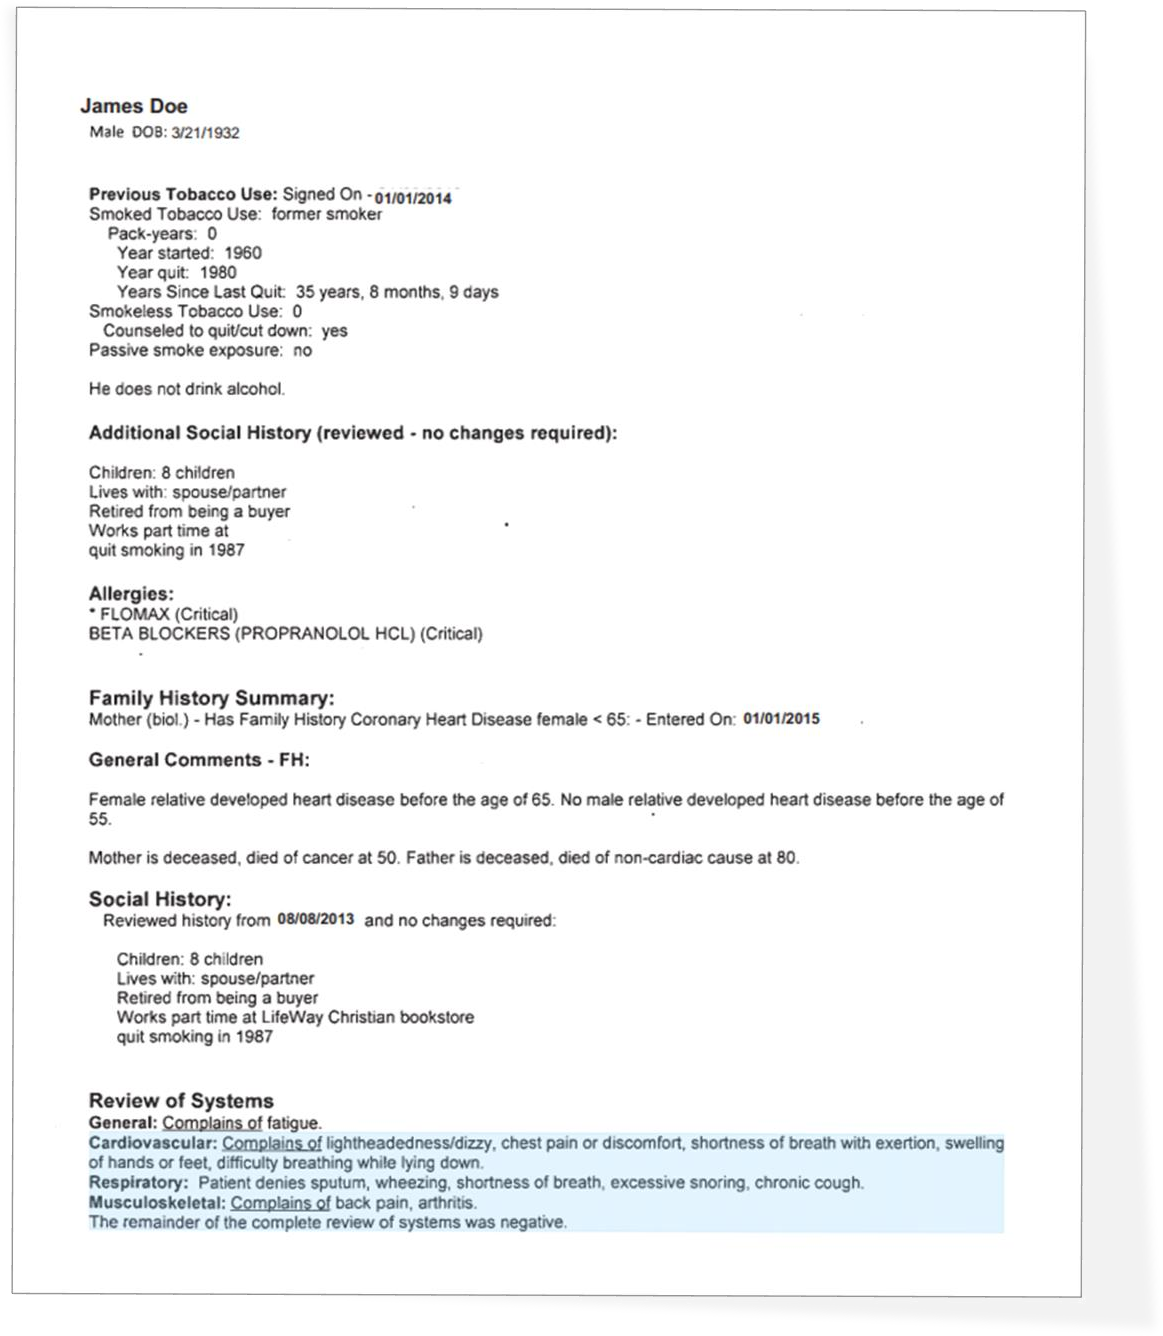 James Doe
Male DOB: 3/21/1932
Previous Tobacco Use: Signed On - 01/01/2014
Smoked Tobacco Use: former smoker
Pack-years: 0
Year started: 1960
Year quit: 1980
Years Since Last Quit: 35 years, 8 months, 9 days
Smokeless Tobacco Use: 0
Counseled to quit/cut down: yes
Passive smoke exposure: no
He does not drink alcohol.
Additional Social History (reviewed - no changes required):
Children: 8 children
Lives with: spouse/partner
Retired from being a buyer
Works part time at
quit smoking in 1987
Allergies:
* FLOMAX (Critical)
BETA BLOCKERS (PROPRANOLOL HCL) (Critical)
Family History Summary:
Mother (biol.) - Has Family History Coronary Heart Disease female < 65: - Entered On: 01/01/2015
General Comments - FH:
Female relative developed heart disease before the age of 65. No male relative developed heart disease before the age of
55.
Mother is deceased, died of cancer at 50. Father is deceased, died of non-cardiac cause at 80.
Social History:
Reviewed history from 08/08/2013 and no changes required:
Children: 8 children
Lives with: spouse/partner
Retired from being a buyer
Works part time at LifeWay Christian bookstore
quit smoking in 1987
Review of Systems
General: Complains of fatigue.
Cardiovascular: Complains of lightheadedness/dizzy, chest pain or discomfort, shortness of breath with exertion, swelling
of hands or feet, difficulty breathing while lying down.
Respiratory: Patient denies sputum, wheezing, shortness of breath, excessive snoring, chronic cough.
Musculoskeletal: Complains of back pain, arthritis.
The remainder of the complete review of systems was negative.